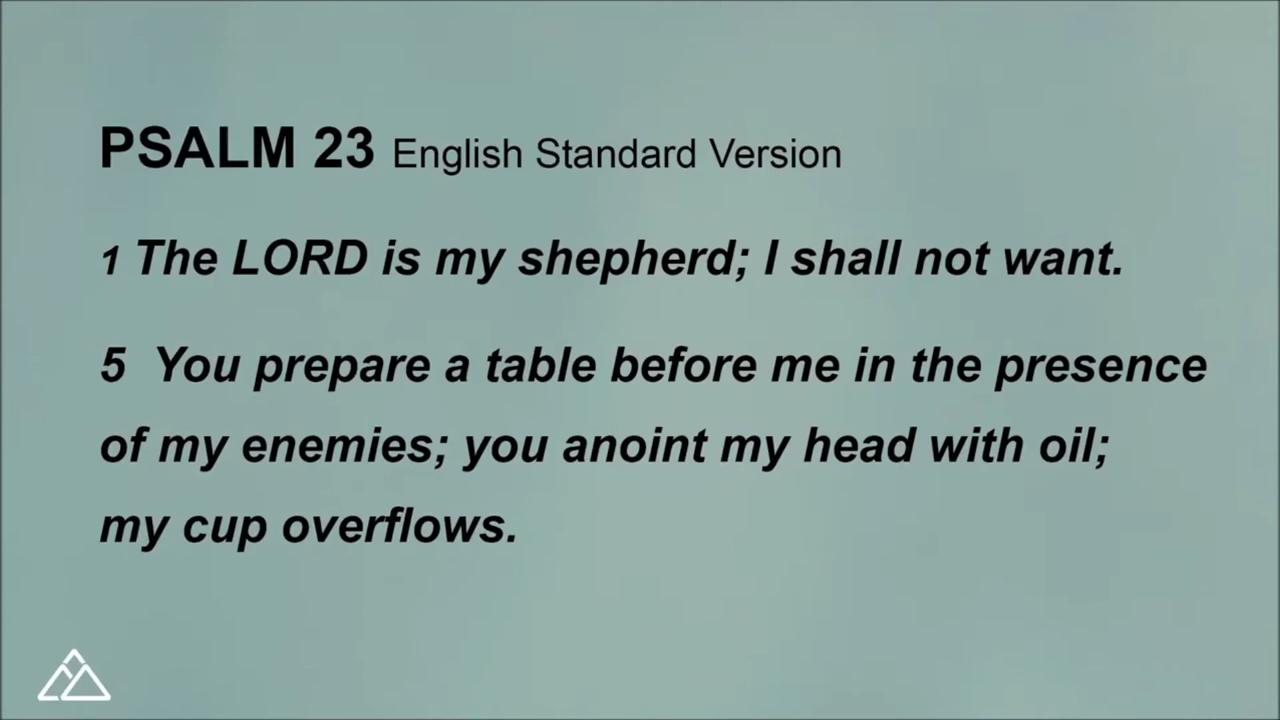 PSALM 23 English Standard Version
1 The LORD is my shepherd; I shall not want.
5 You prepare a table before me in the presence
of my enemies; you anoint my head with oil;
my cup overflows.